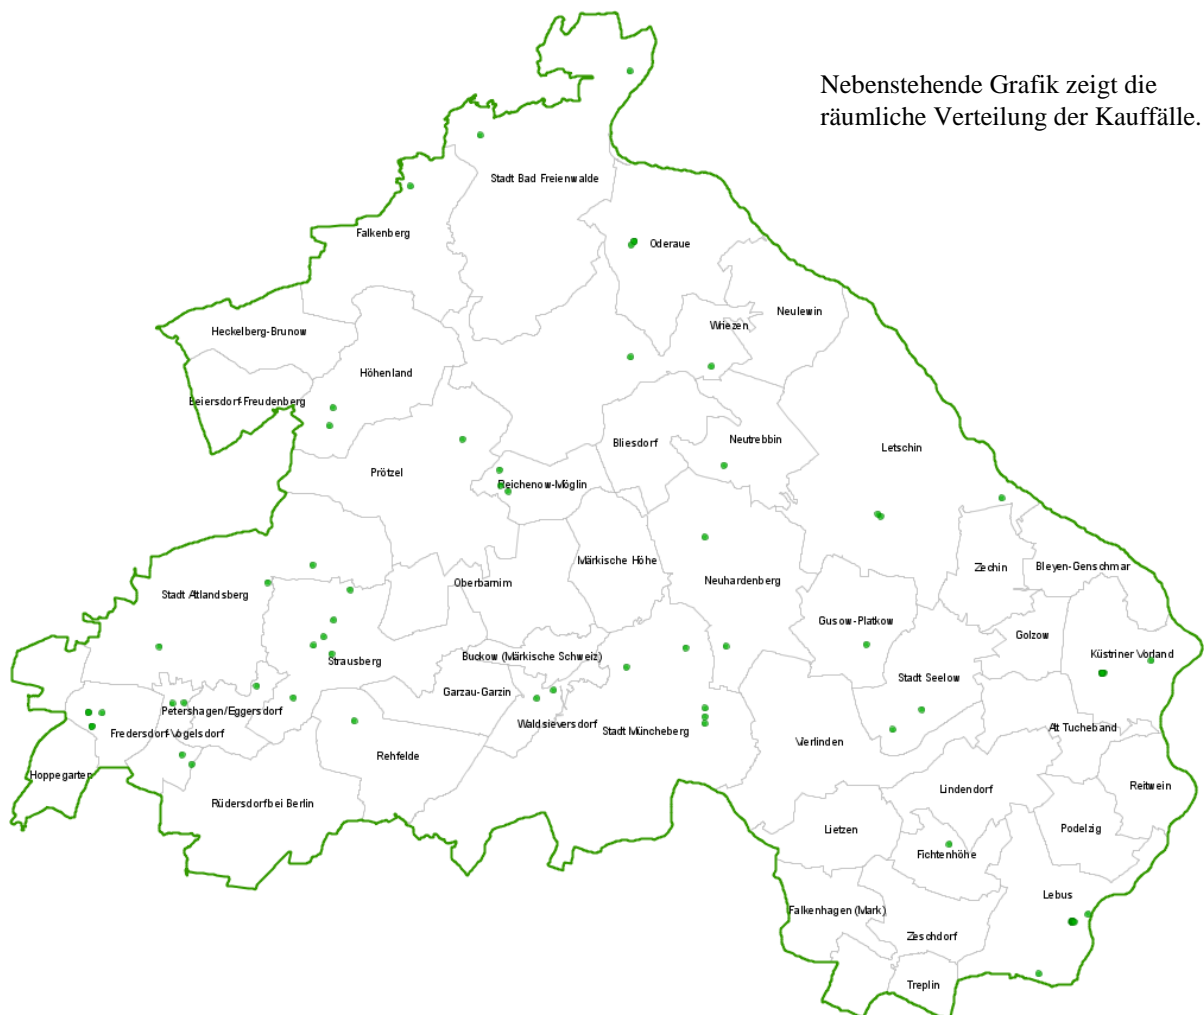 Nebenstehende Grafik zeigt die
räumliche Verteilung der Kauffälle.
Stadt Bad Freienwalde
Falkenberg
Oderaue
Neulewin
Wriezen
Heckelberg-Brunow
Höhenland
Beiersdorf-Freudenberg
Bliesdorf
Neutrebbin
Letschin
Prötzel
Reichenow-Möglin
Märkische Höhe
Zechin
Bleyen-Genschmar
Oberbarnim
Neuhardenberg
Stadt Altlandsberg
Gusow-Platkow
Golzow
Küstriner Vorland
Strausberg
Buckow (Märkische Schweiz)
Stadt Seelow
Garzau-Garzin
Petershagen/Eggersdorf
Waldsieversdorf
Stadt Müncheberg
Alt Tucheband
Fredersdorf-Vogelsdorf
Vierlinden
Rehfelde
Hoppegarten
Reitwein
Lindendorf
Rüdersdorf bei Berlin
Lietzen
Podelzig
Fichtenhöhe
Lebus
Falkenhagen (Mark)
Zeschdorf
Treplin